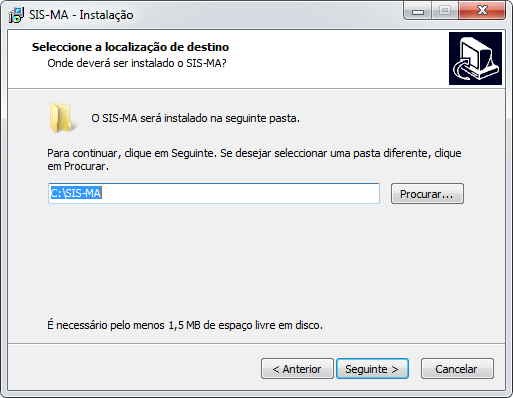 SIS-MA - Instalação
Seleccione a localização de destino
Onde deverá ser instalado o SIS-MA?
O SIS-MA será instalado na seguinte pasta.
Para continuar, clique em Seguinte. Se desejar seleccionar uma pasta diferente, clique
em Procurar.
C:\SIS-MA
Procurar...
É necessário pelo menos 1,5 MB de espaço livre em disco.
< Anterior
Seguinte >
Cancelar